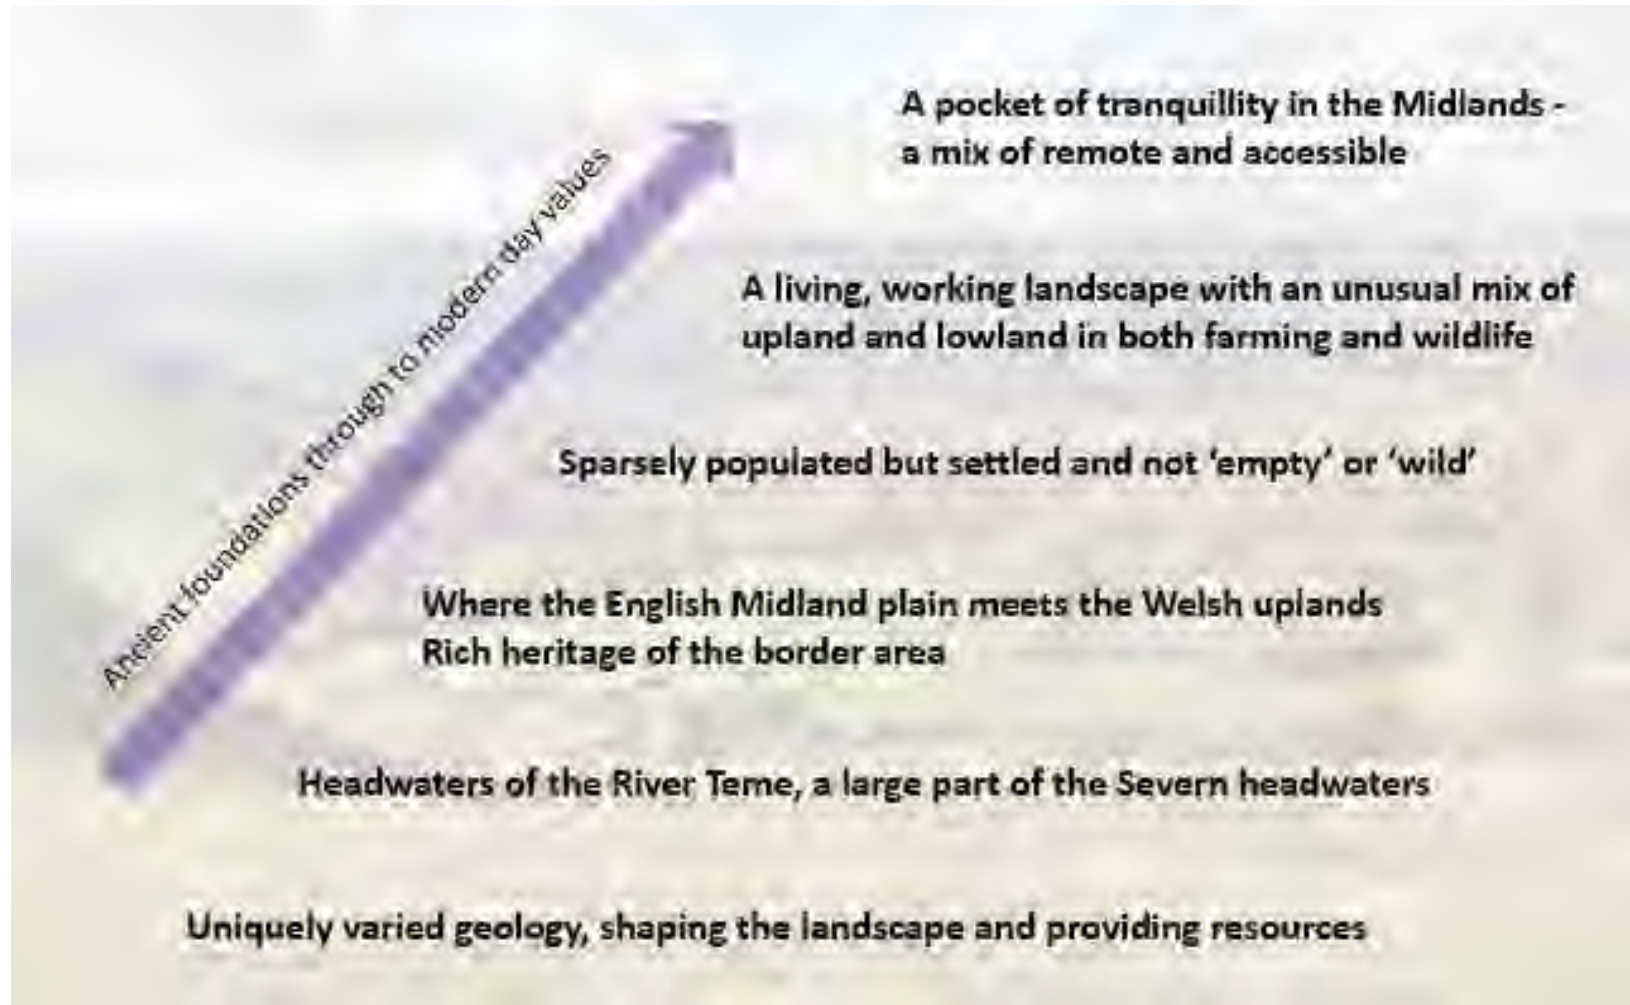 A pocket of tranquillity in the Midlands -
a mix of remote and accessible
Ancient foundations through to modern day values
A living, working landscape with an unusual mix of
upland and lowland in both farming and wildlife
Sparsely populated but settled and not ‘empty’ or ‘wild’
Where the English Midland plain meets the Welsh uplands
Rich heritage of the border area
Headwaters of the River Teme, a large part of the Severn headwaters
Uniquely varied geology, shaping the landscape and providing resources